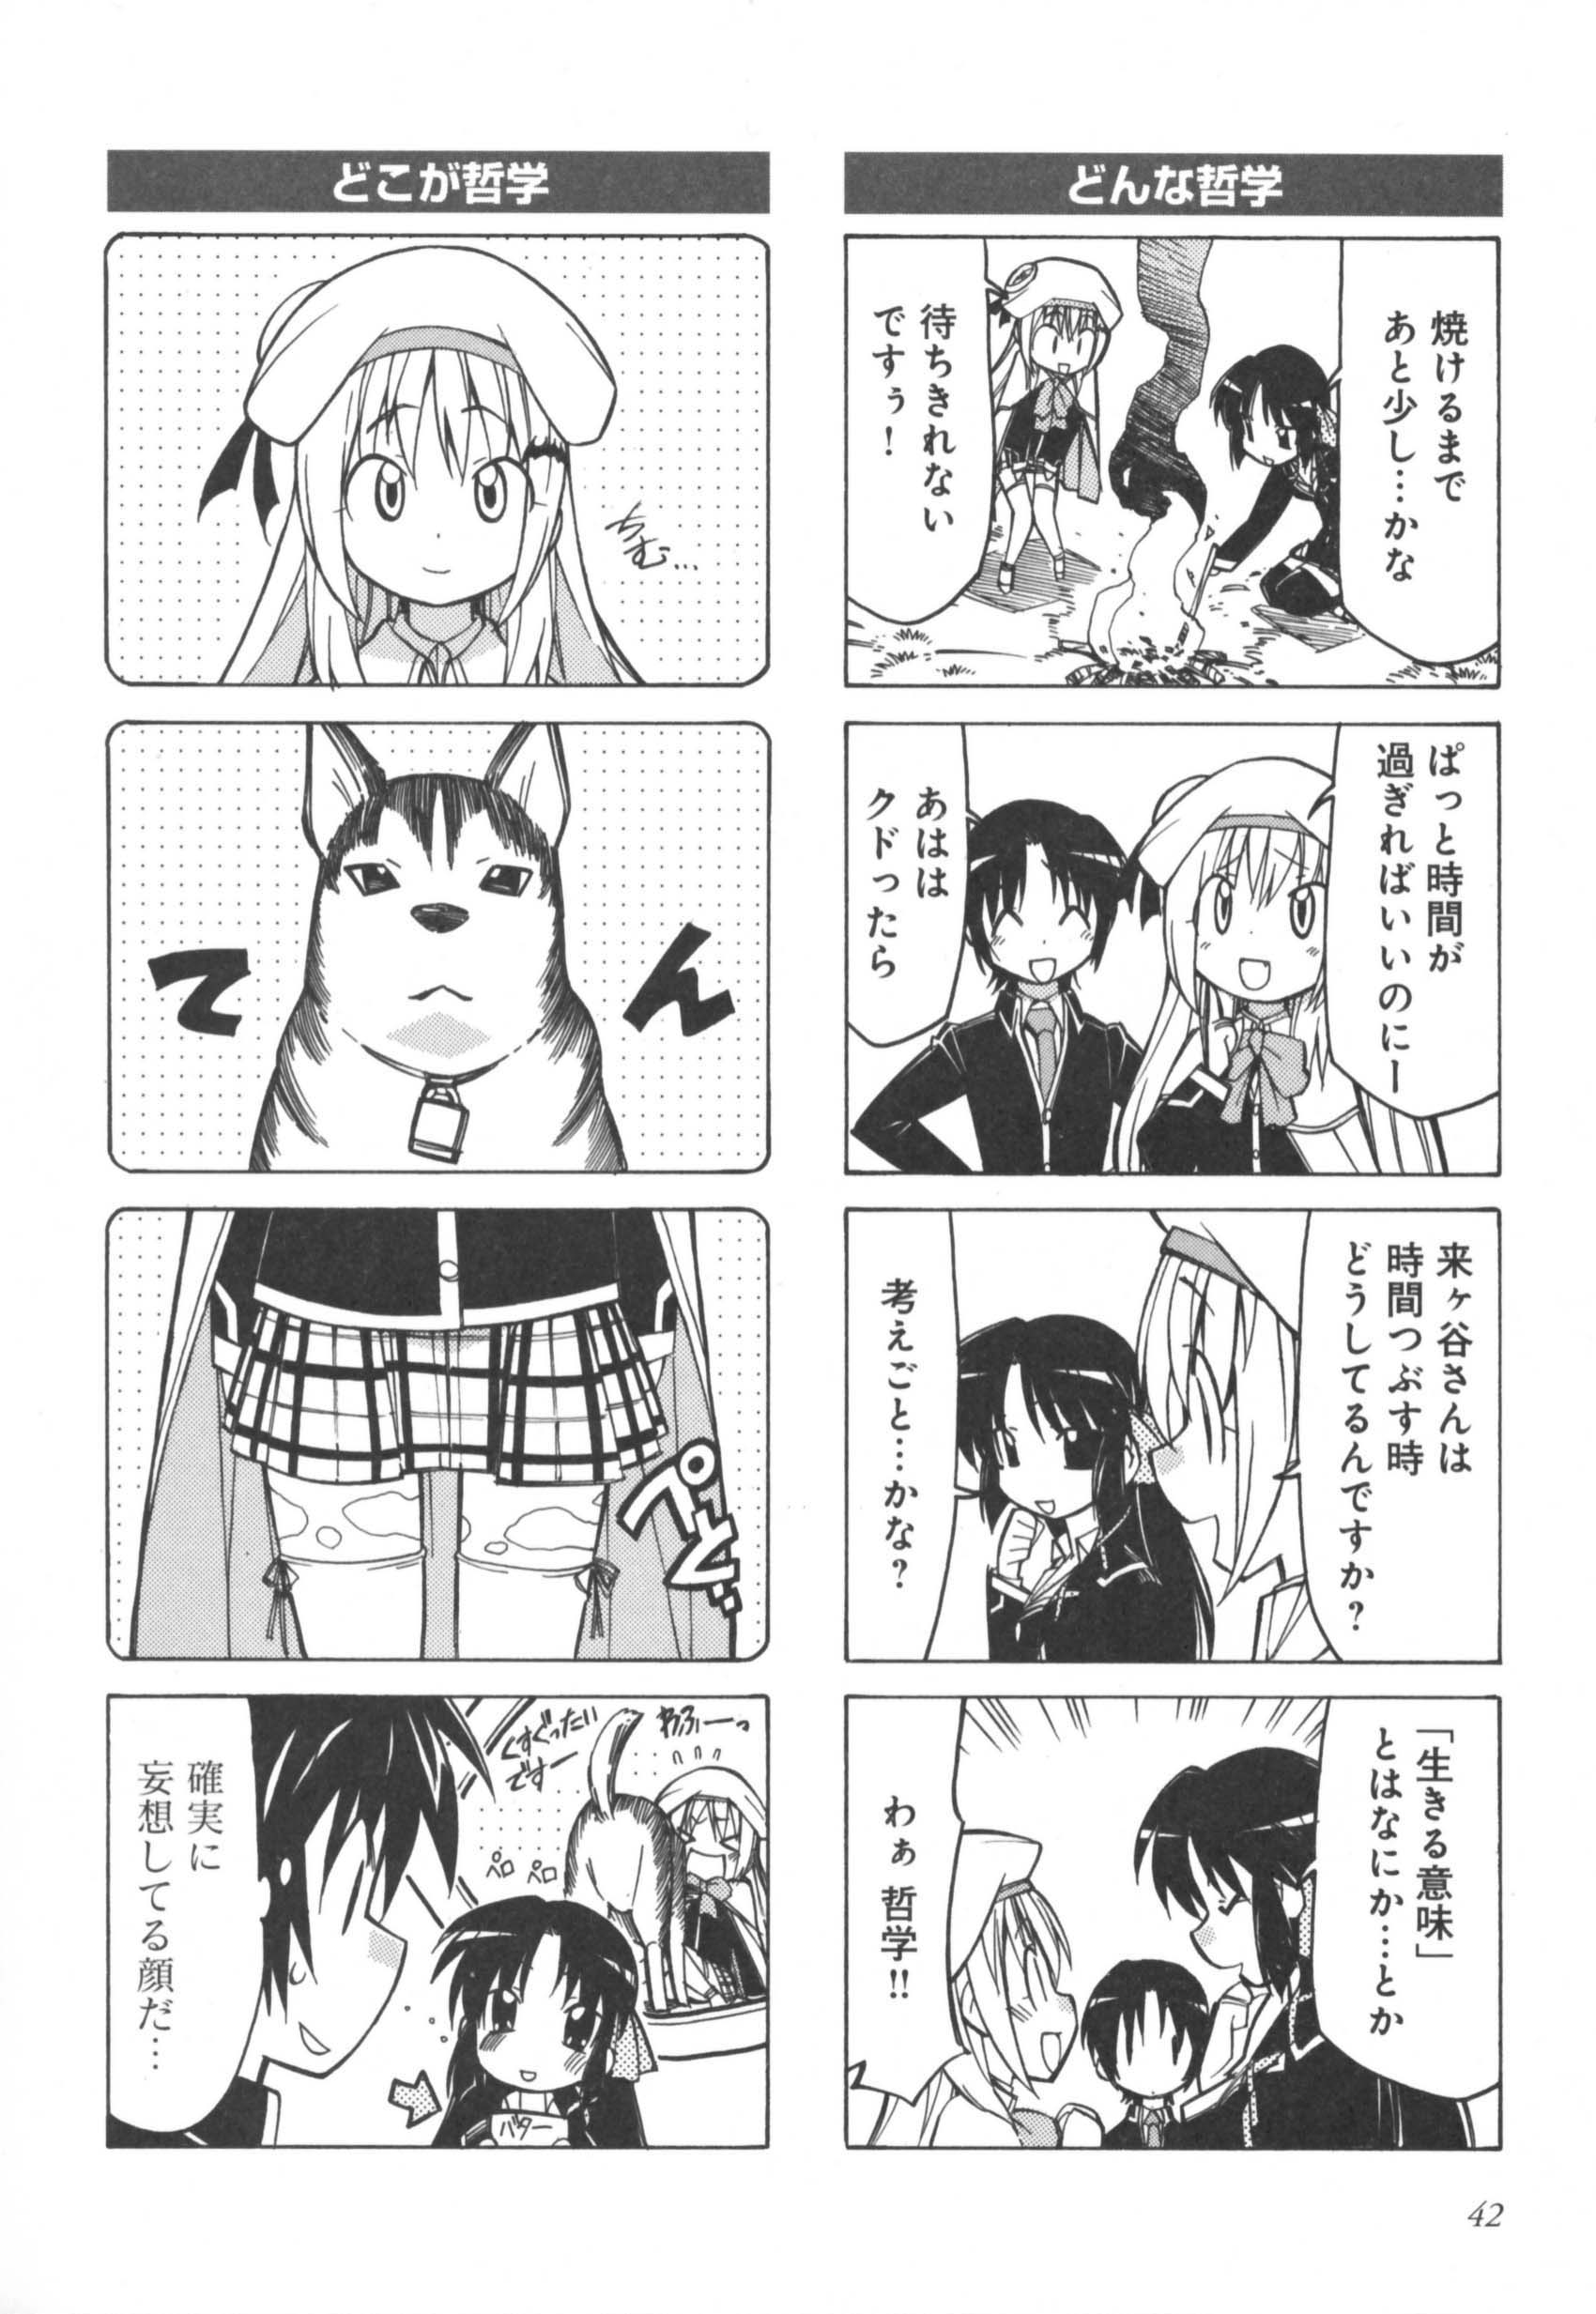 どんな哲学
焼けるまで
あと少し…かな
待ちきれない
ですぅ！
ぱっと時間が
過ぎればいいのにー
あはは
クドったら
来ヶ谷さんは
時間つぶす時
どうしてるんですか？
考えごと…かな？
「生きる意味」
とはなにか…とか
わぁ 哲学!!
どこが哲学
ちむ…
てん
ぺと
わふーっ
くすぐったい
ですー
ペロ ペロ
バター
確実に
妄想してる顔だ…
42